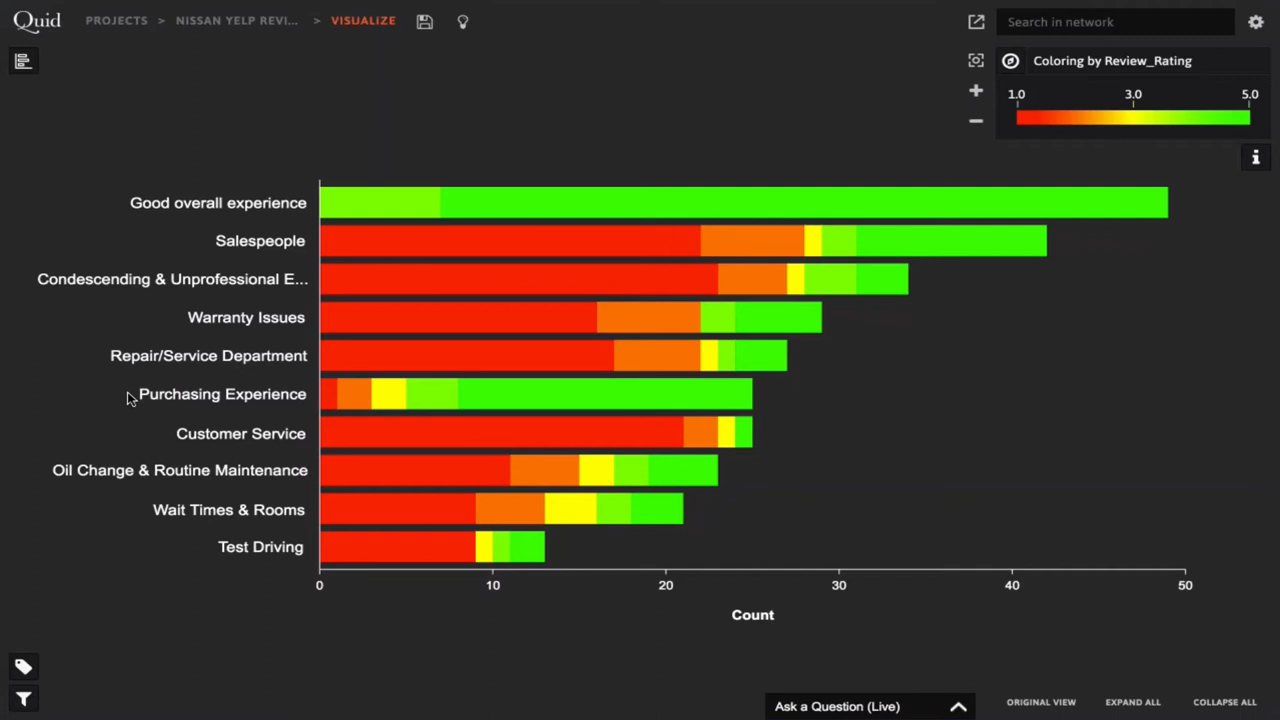 Quid PROJECTS > NISSAN YELP REVI... > VISUALIZE
Search in network
Coloring by Review_Rating
1.0 3.0 5.0
Good overall experience
Salespeople
Condescending & Unprofessional E...
Warranty Issues
Repair/Service Department
Purchasing Experience
Customer Service
Oil Change & Routine Maintenance
Wait Times & Rooms
Test Driving
0 10 20 30 40 50
Count
Ask a Question (Live)
ORIGINAL VIEW EXPAND ALL COLLAPSE ALL